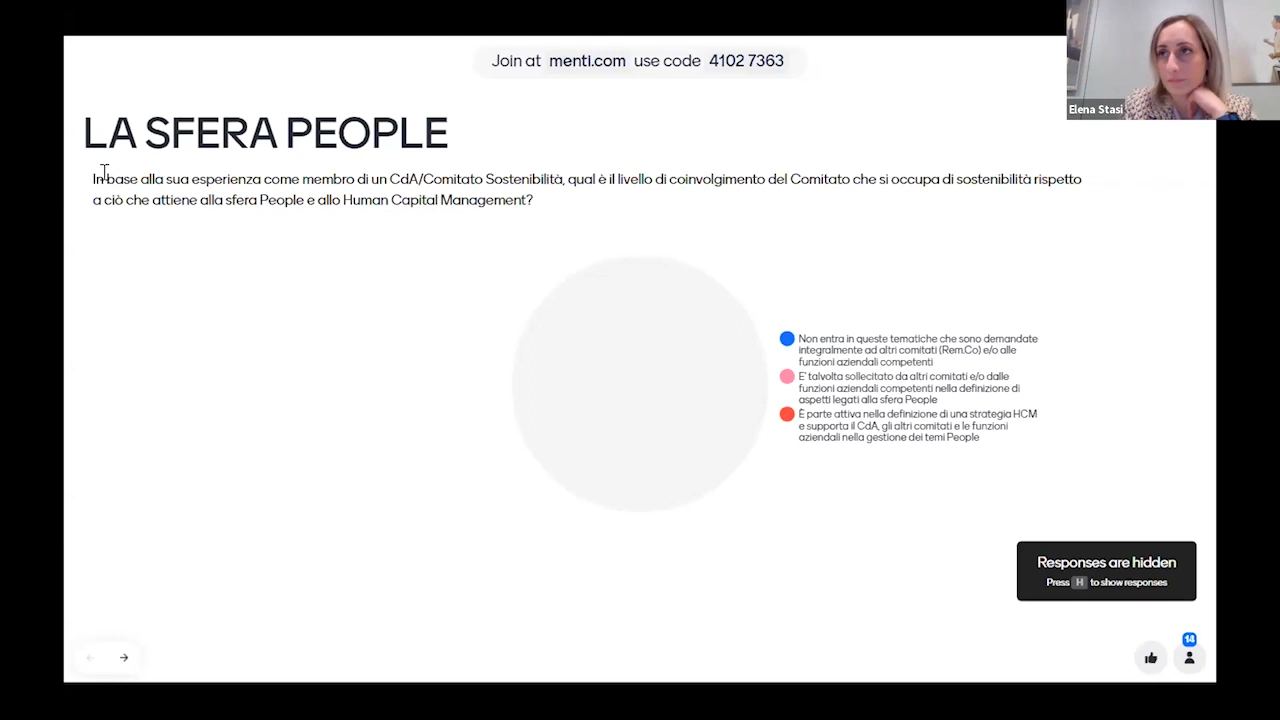 Join at menti.com use code 4102 7363
Elena Stasi
LA SFERA PEOPLE
In base alla sua esperienza come membro di un CdA/Comitato Sostenibilità, qual è il livello di coinvolgimento del Comitato che si occupa di sostenibilità rispetto
a ciò che attiene alla sfera People e allo Human Capital Management?
Non entra in queste tematiche che sono demandate
integralmente ad altri comitati (Rem.Co) e/o alle
funzioni aziendali competenti
E' talvolta sollecitato da altri comitati e/o dalle
funzioni aziendali competenti nella definizione di
aspetti legati alla sfera People
È parte attiva nella definizione di una strategia HCM
e supporta il CdA, gli altri comitati e le funzioni
aziendali nella gestione dei temi People
Responses are hidden
Press H to show responses
14